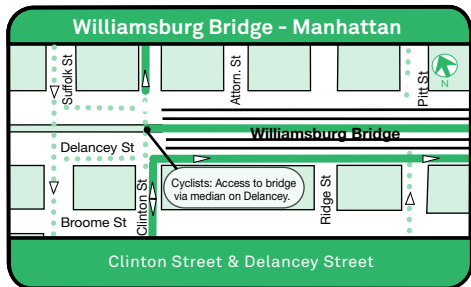 Williamsburg Bridge - Manhattan
Suffolk St
Attorn. St
Pitt St
N
Williamsburg Bridge
Delancey St
Clinton St
Cyclists: Access to bridge
via median on Delancey.
Ridge St
Broome St
Clinton Street & Delancey Street